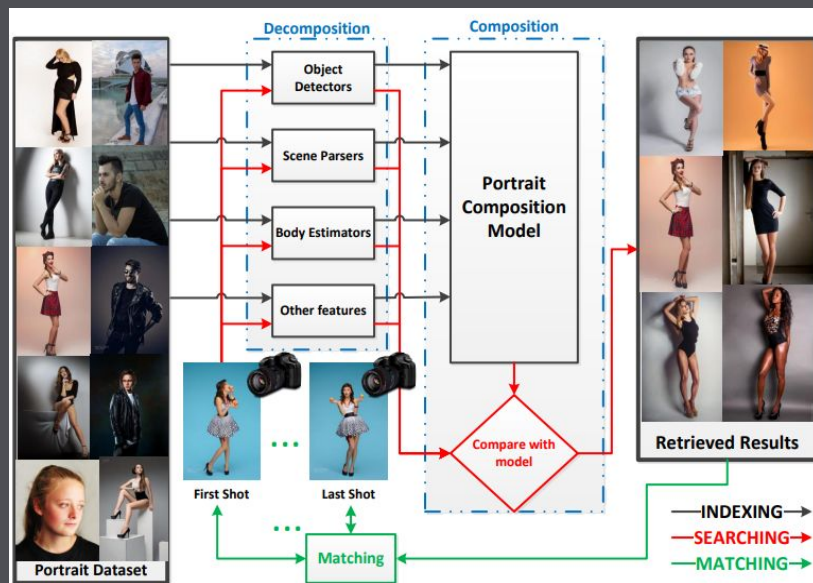 Decomposition
Composition
Object
Detectors
Scene Parsers
Body Estimators
Other features
Portrait
Composition
Model
Compare with
model
First Shot
Last Shot
Matching
Portrait Dataset
Retrieved Results
INDEXING
SEARCHING
MATCHING